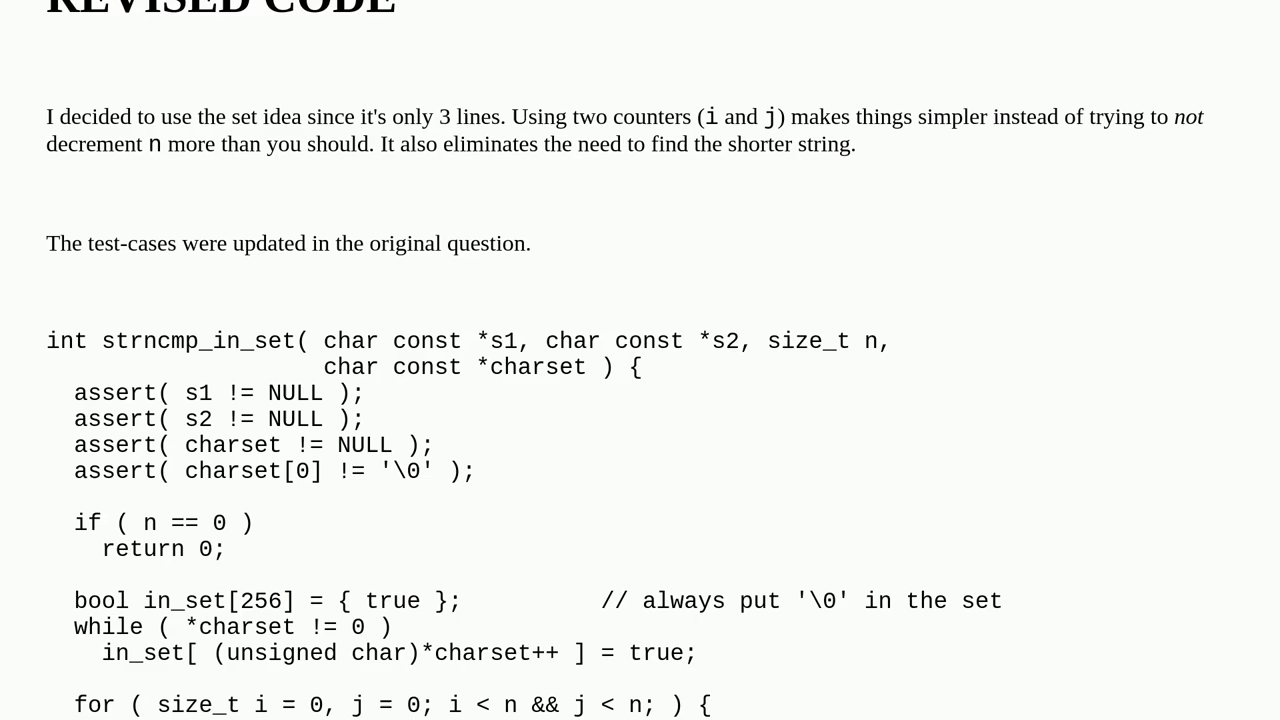 REVISED CODE
I decided to use the set idea since it's only 3 lines. Using two counters (i and j) makes things simpler instead of trying to not
decrement n more than you should. It also eliminates the need to find the shorter string.
The test-cases were updated in the original question.
int strncmp_in_set( char const *s1, char const *s2, size_t n,
                    char const *charset ) {
  assert( s1 != NULL );
  assert( s2 != NULL );
  assert( charset != NULL );
  assert( charset[0] != '\0' );
  if ( n == 0 )
    return 0;
  bool in_set[256] = { true };          // always put '\0' in the set
  while ( *charset != 0 )
    in_set[ (unsigned char)*charset++ ] = true;
  for ( size_t i = 0, j = 0; i < n && j < n; ) {